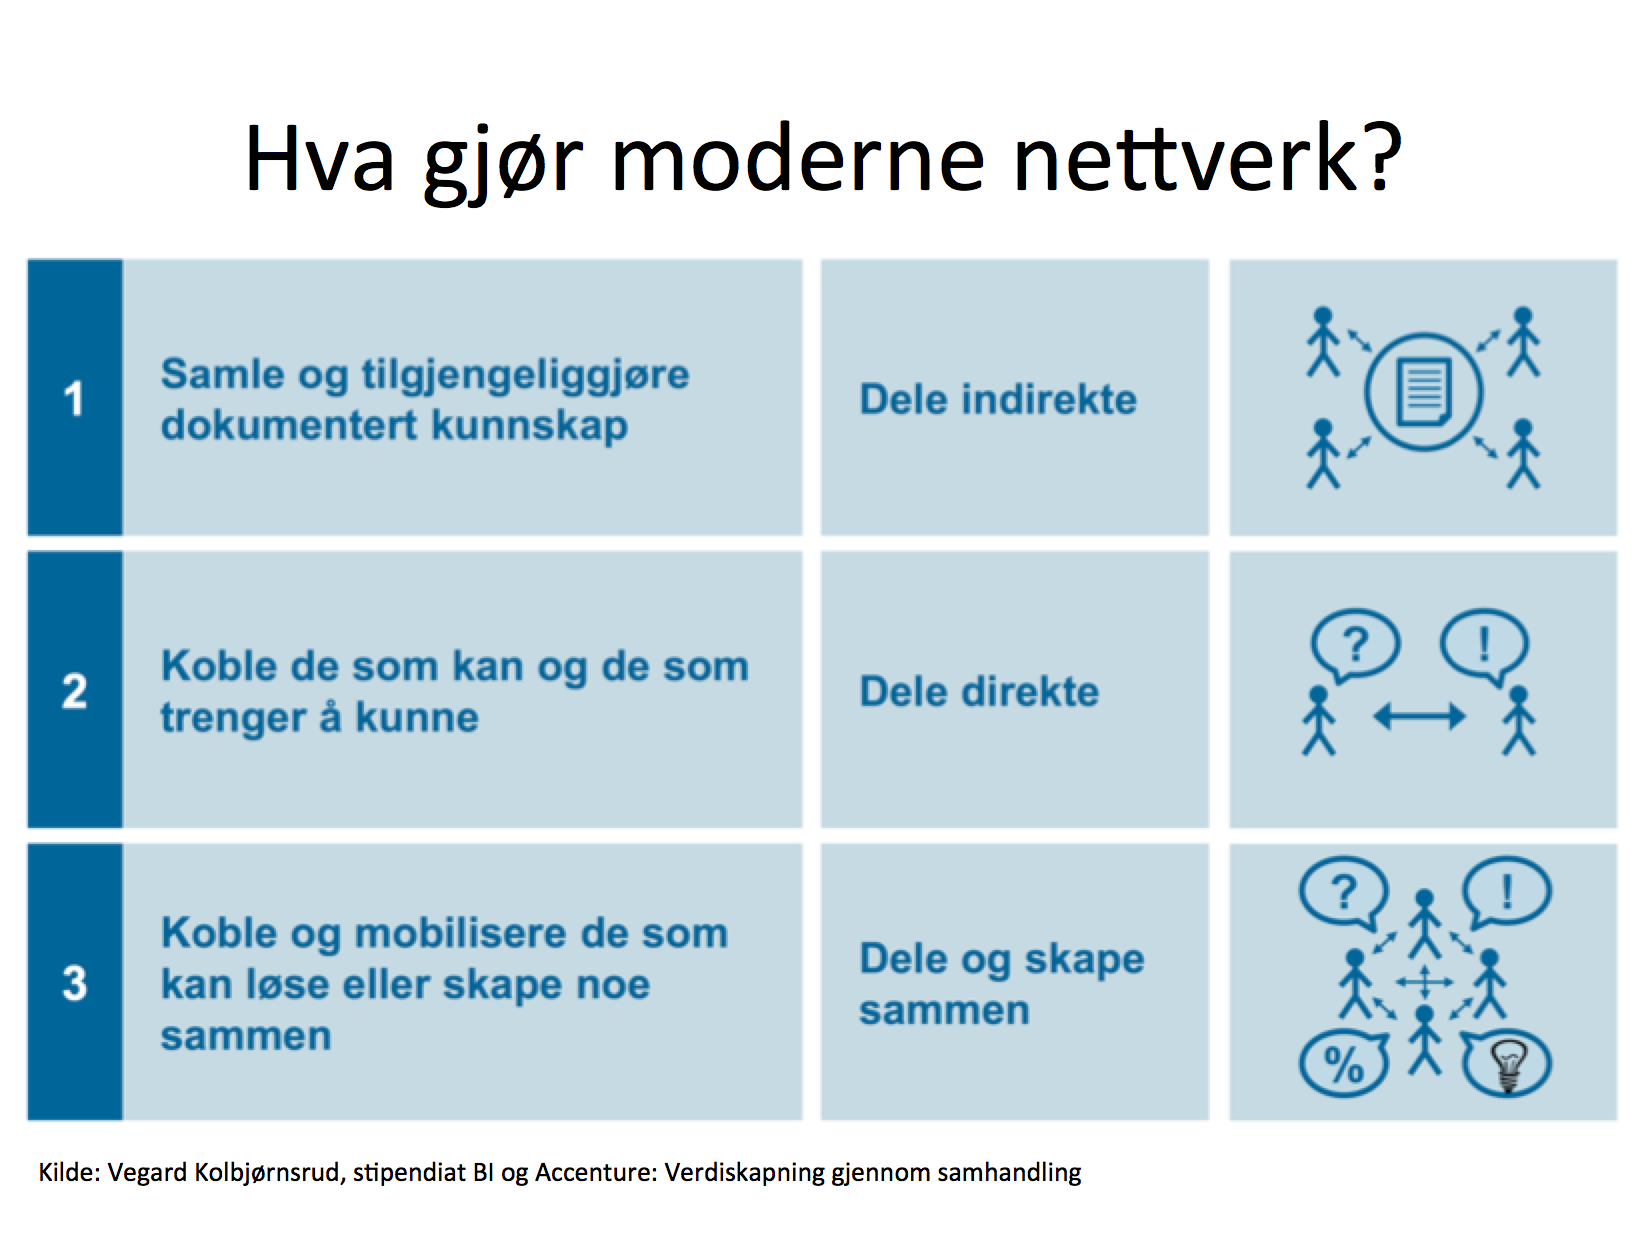 Hva gjør moderne nettverk?
1
Samle og tilgjengeliggjøre
dokumentert kunnskap
Dele indirekte
2
Koble de som kan og de som
trenger å kunne
Dele direkte
?
!
3
Koble og mobilisere de som
kan løse eller skape noe
sammen
Dele og skape
sammen
?
!
%
Kilde: Vegard Kolbjørnsrud, stipendiat BI og Accenture: Verdiskapning gjennom samhandling